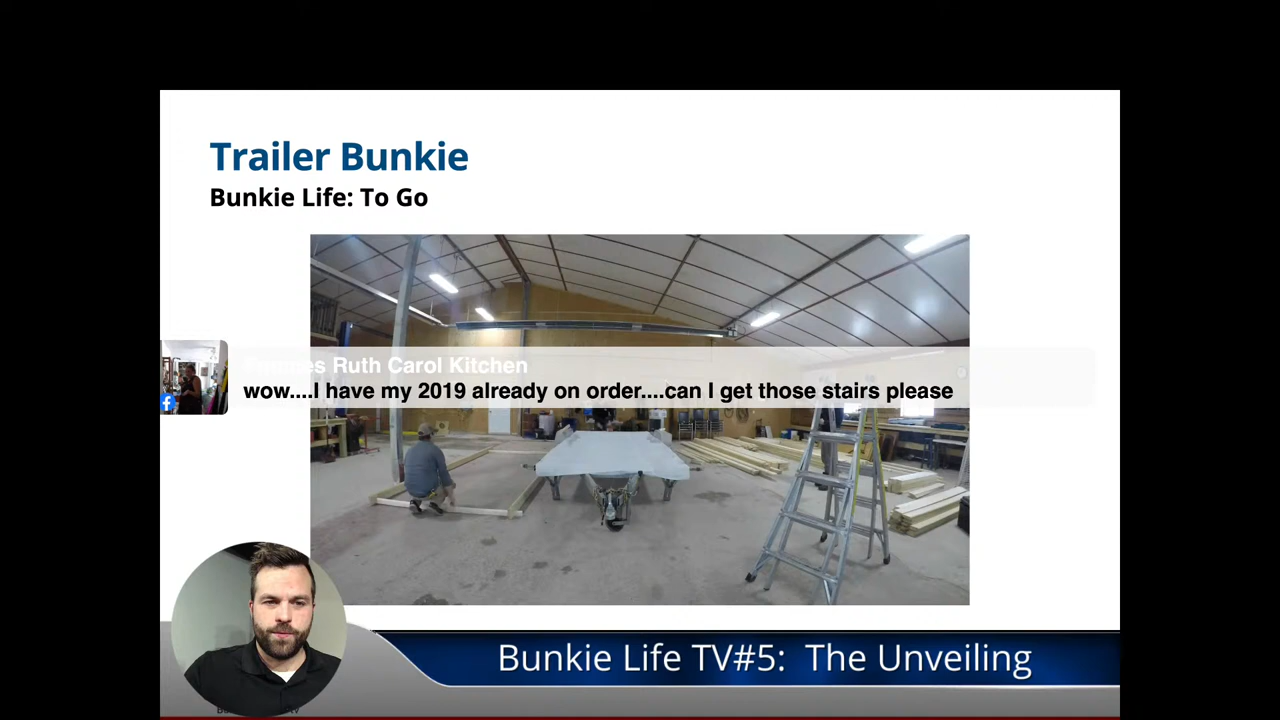 Trailer Bunkie
Bunkie Life: To Go
Ruth Carol Kitchen
wow....I have my 2019 already on order....can I get those stairs please
Bunkie Life TV#5: The Unveiling